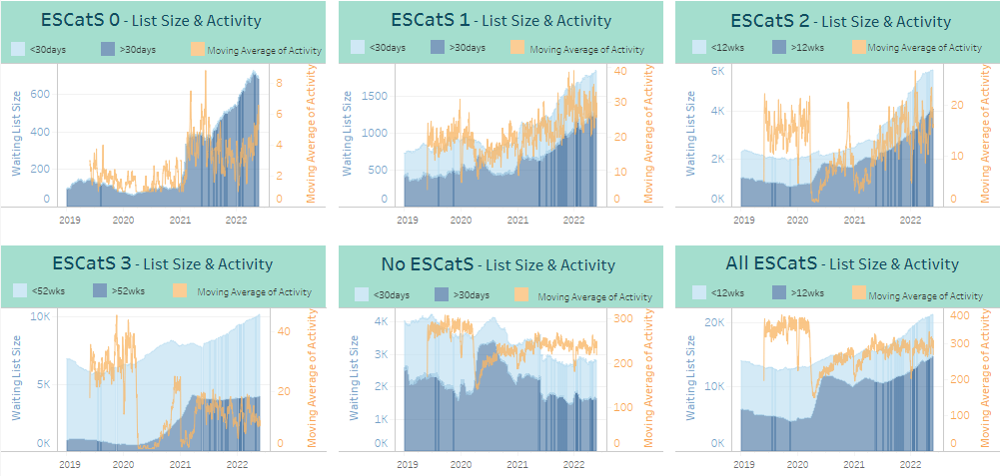 ESCatS 0 - List Size & Activity
<30days >30days Moving Average of Activity
Waiting List Size
600
400
200
0
8
6
4
2
0
Moving Average of Activity
2019 2020 2021 2022
ESCatS 1 - List Size & Activity
<30days >30days Moving Average of Activity
Waiting List Size
1500
1000
500
0
40
30
20
10
0
Moving Average of Activity
2019 2020 2021 2022
ESCatS 2 - List Size & Activity
<12wks >12wks Moving Average of Activity
Waiting List Size
6K
4K
2K
0K
20
10
0
Moving Average of Activity
2019 2020 2021 2022
ESCatS 3 - List Size & Activity
<52wks >52wks Moving Average of Activity
Waiting List Size
10K
5K
0K
40
20
0
Moving Average of Activity
2019 2020 2021 2022
No ESCatS - List Size & Activity
<30days >30days Moving Average of Activity
Waiting List Size
4K
3K
2K
1K
0K
300
200
100
0
Moving Average of Activity
2019 2020 2021 2022
All ESCatS - List Size & Activity
<12wks >12wks Moving Average of Activity
Waiting List Size
20K
10K
0K
400
300
200
100
0
Moving Average of Activity
2019 2020 2021 2022